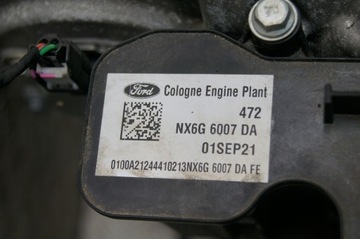 Ford Cologne Engine Plant
472
NX6G 6007 DA
01SEP21
0100A21244410213NX6G 6007 DA FE